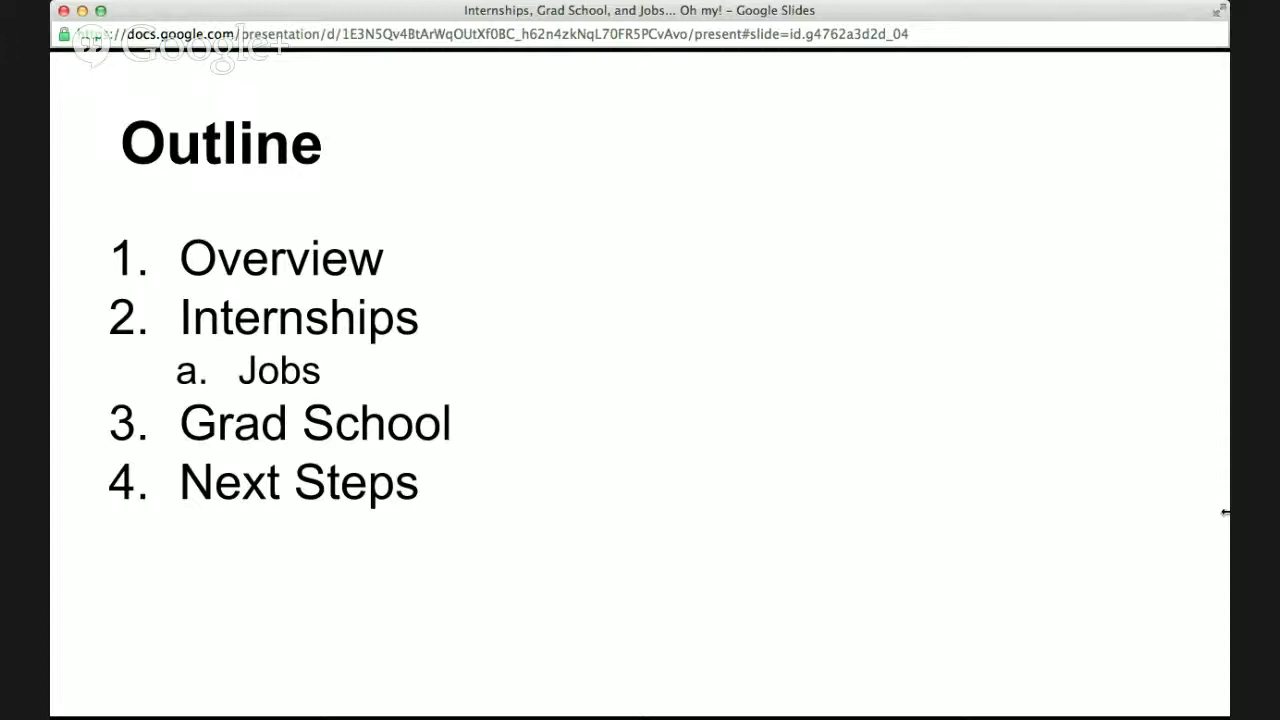 Internships, Grad School, and Jobs... Oh my! – Google Slides
https://docs.google.com/presentation/d/1E3N5Qv4BtArWqOUtXf0BC_h62n4zkNqL70FR5PCvAvo/present#slide=id.g4762a3d2d_04
Google+
Outline
1. Overview
2. Internships
a. Jobs
3. Grad School
4. Next Steps